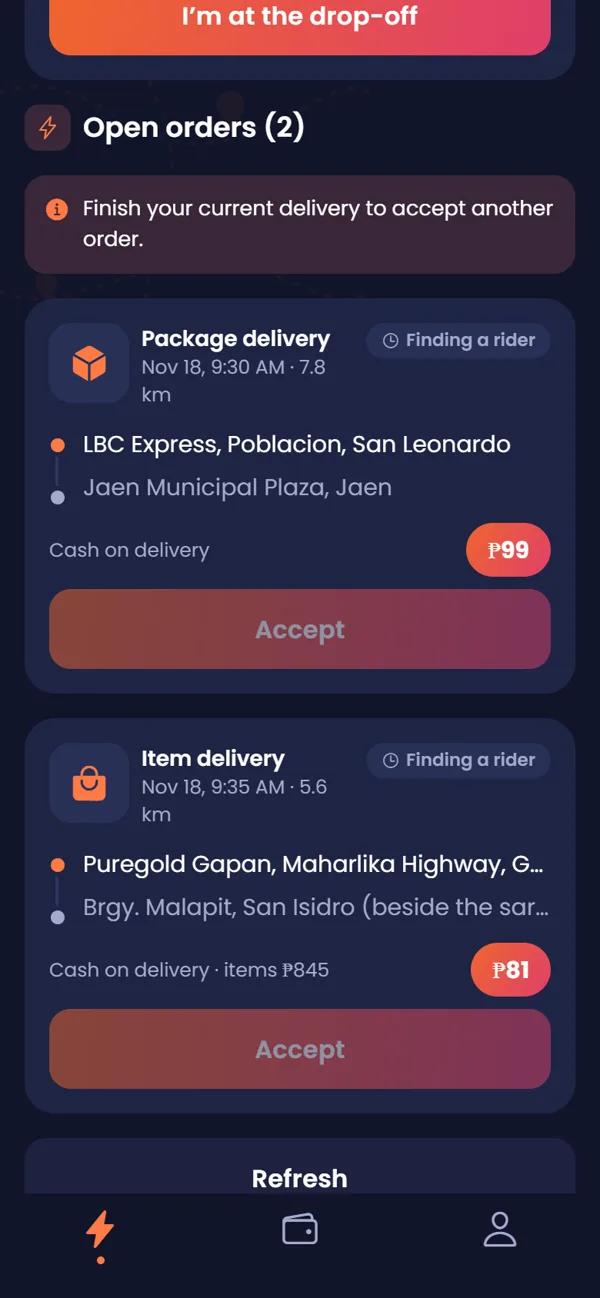 I'm at the drop-off
Open orders (2)
Finish your current delivery to accept another
order.
Package delivery
Finding a rider
Nov 18, 9:30 AM · 7.8
km
LBC Express, Poblacion, San Leonardo
Jaen Municipal Plaza, Jaen
Cash on delivery
₱99
Accept
Item delivery
Finding a rider
Nov 18, 9:35 AM · 5.6
km
Puregold Gapan, Maharlika Highway, G…
Brgy. Malapit, San Isidro (beside the sar…
Cash on delivery · items ₱845
₱81
Accept
Refresh